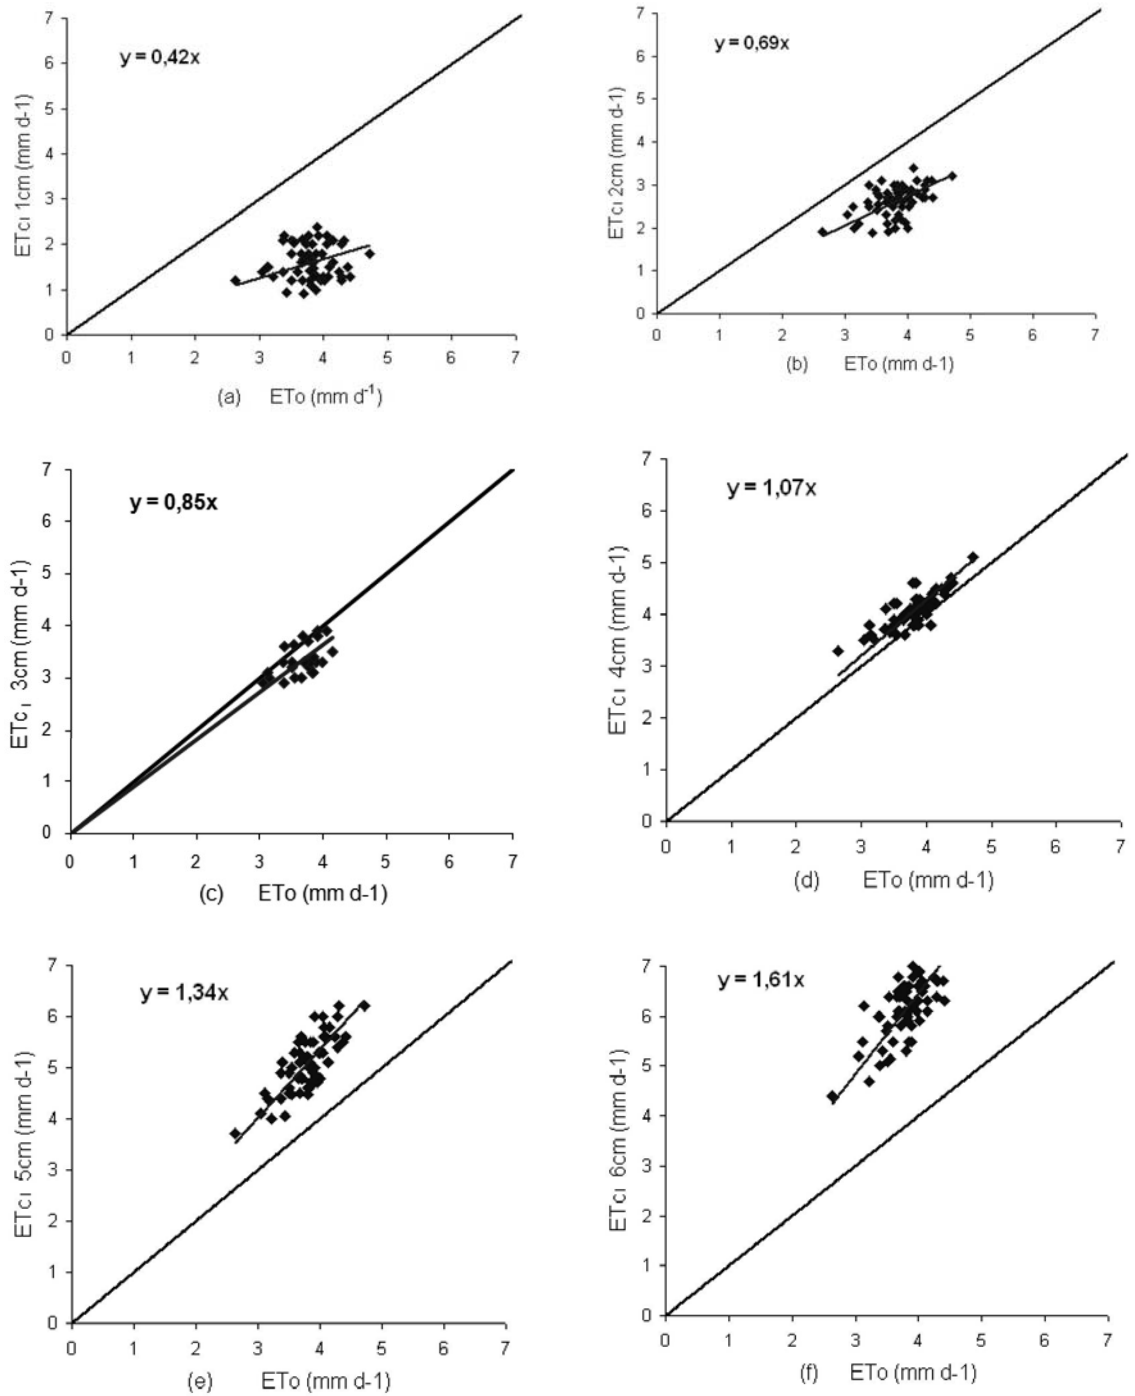 y = 0,42x
ETcı 1cm (mm d-1)
7
6
5
4
3
2
1
0
0 1 2 3 4 5 6 7
(a) ETo (mm d⁻¹)
y = 0,69x
ETcı 2cm (mm d-1)
7
6
5
4
3
2
1
0
0 1 2 3 4 5 6 7
(b) ETo (mm d-1)
y = 0,85x
ETcı 3cm (mm d-1)
7
6
5
4
3
2
1
0
0 1 2 3 4 5 6 7
(c) ETo (mm d-1)
y = 1,07x
ETcı 4cm (mm d-1)
7
6
5
4
3
2
1
0
0 1 2 3 4 5 6 7
(d) ETo (mm d-1)
y = 1,34x
ETcı 5cm (mm d-1)
7
6
5
4
3
2
1
0
0 1 2 3 4 5 6 7
(e) ETo (mm d-1)
y = 1,61x
ETcı 6cm (mm d-1)
7
6
5
4
3
2
1
0
0 1 2 3 4 5 6 7
(f) ETo (mm d-1)